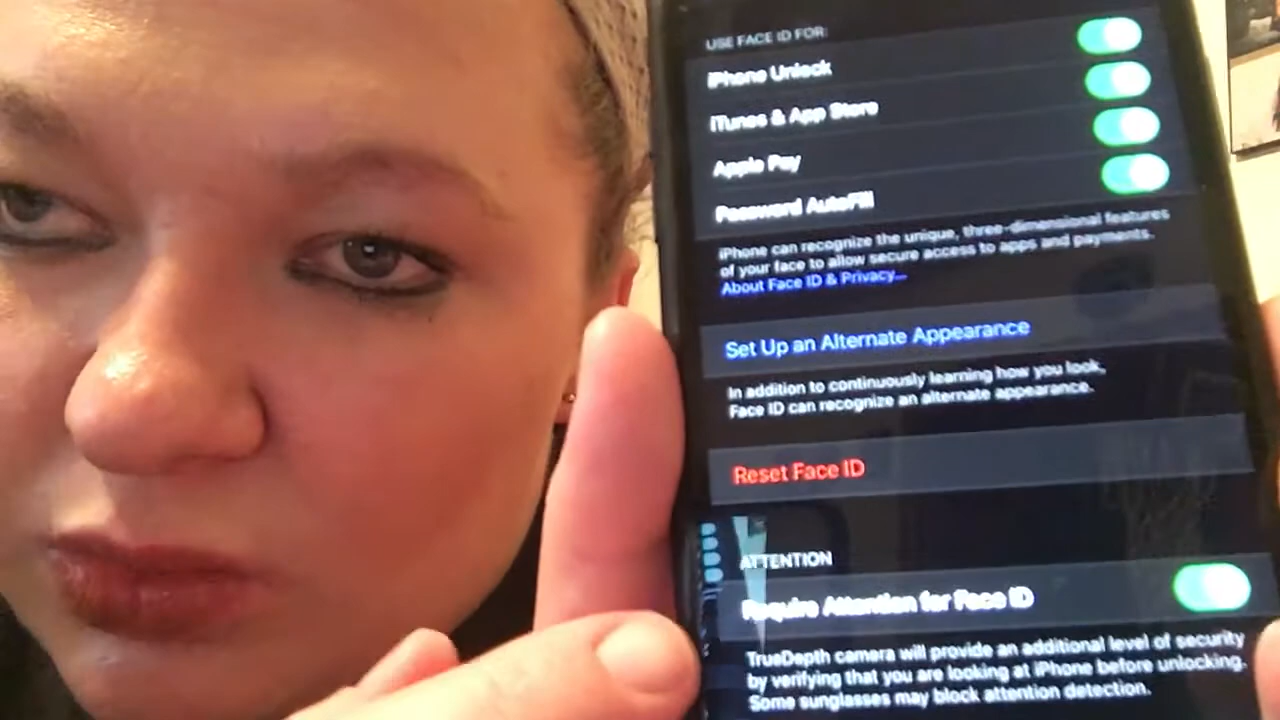 USE FACE ID FOR:
iPhone Unlock
iTunes & App Store
Apple Pay
Password AutoFill
iPhone can recognize the unique, three-dimensional features
of your face to allow secure access to apps and payments.
About Face ID & Privacy...
Set Up an Alternate Appearance
In addition to continuously learning how you look,
Face ID can recognize an alternate appearance.
Reset Face ID
ATTENTION
Require Attention for Face ID
TrueDepth camera will provide an additional level of security
by verifying that you are looking at iPhone before unlocking.
Some sunglasses may block attention detection.